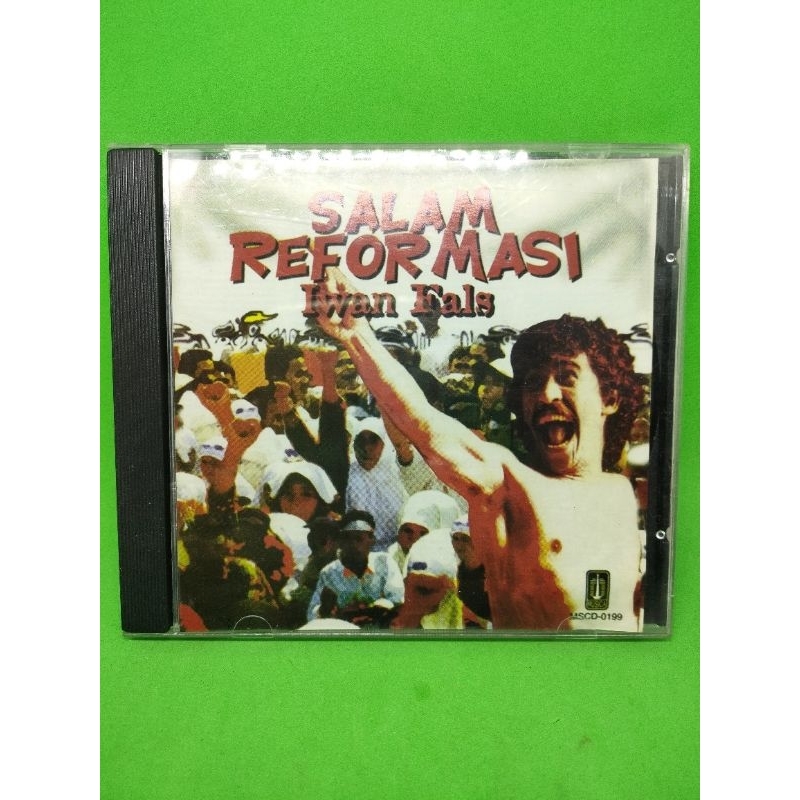 SALAM
REFORMASI
Iwan Fals
MSCD-0199